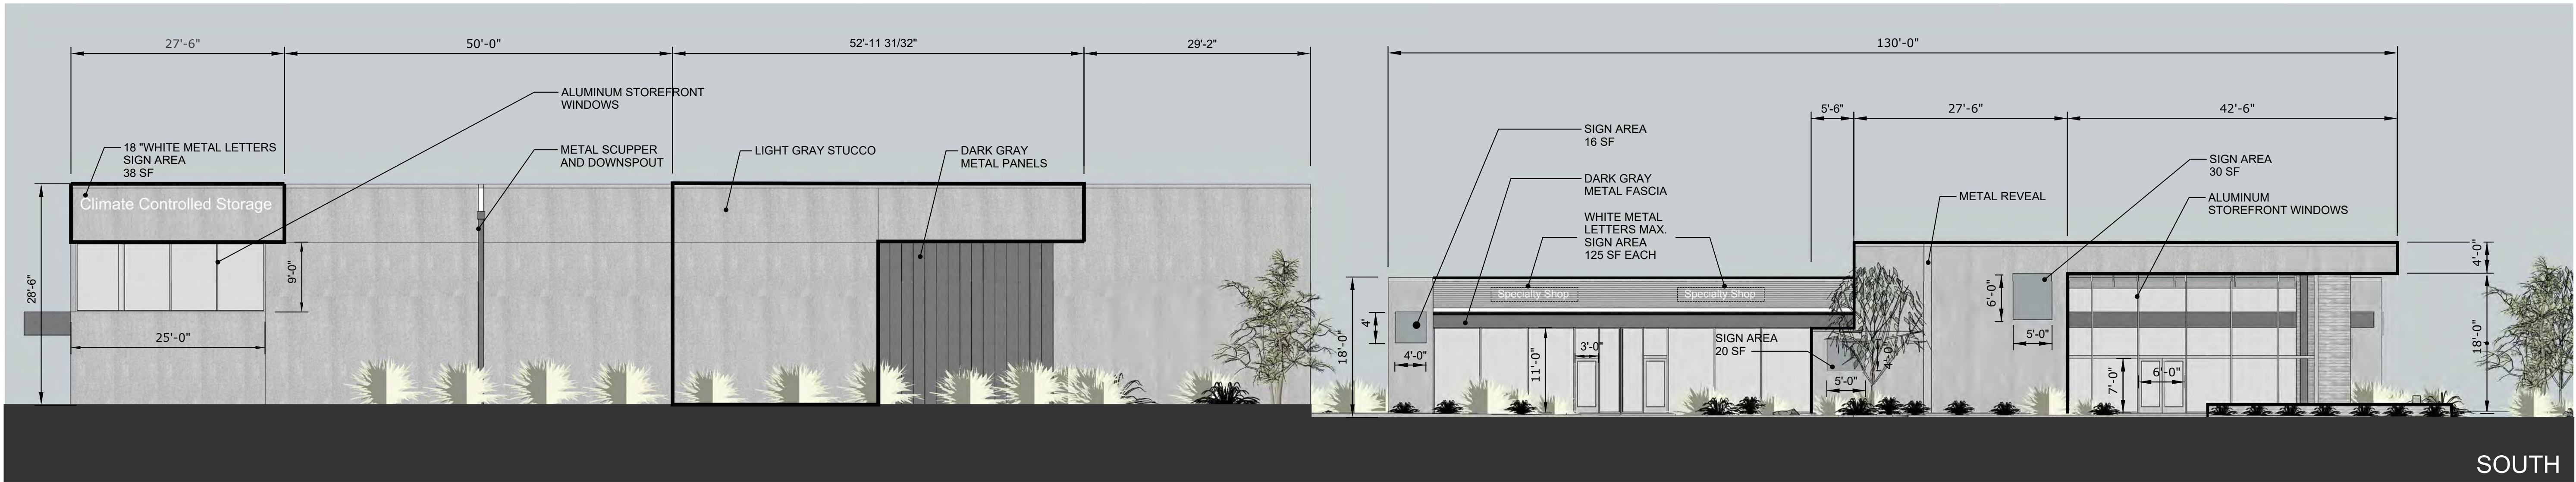 27'-6"
50'-0"
52'-11 31/32"
29'-2"
130'-0"
ALUMINUM STOREFRONT
WINDOWS
18 "WHITE METAL LETTERS
SIGN AREA
38 SF
METAL SCUPPER
AND DOWNSPOUT
LIGHT GRAY STUCCO
DARK GRAY
METAL PANELS
Climate Controlled Storage
28'-6"
9'-0"
25'-0"
5'-6"
27'-6"
42'-6"
SIGN AREA
16 SF
DARK GRAY
METAL FASCIA
WHITE METAL
LETTERS MAX.
SIGN AREA
125 SF EACH
METAL REVEAL
SIGN AREA
30 SF
ALUMINUM
STOREFRONT WINDOWS
Specialty Shop
Specialty Shop
18'-0"
4'
4'-0"
11'-0"
3'-0"
SIGN AREA
20 SF
4'-0"
5'-0"
6'-0"
5'-0"
7'-0"
6'-0"
4'-0"
18'-0"
SOUTH